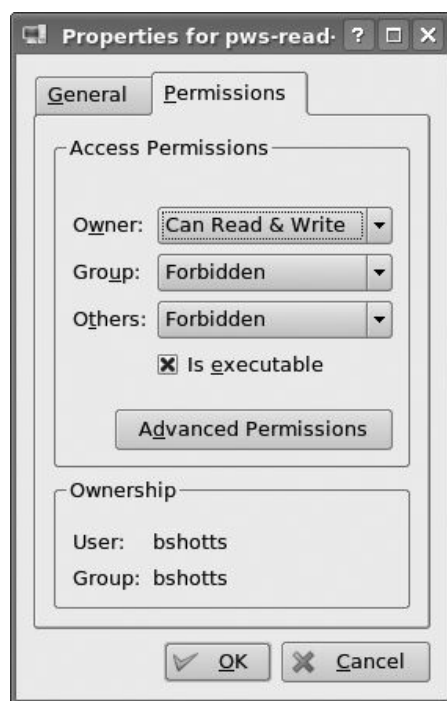 Properties for pws-read-
General Permissions
Access Permissions
Owner: Can Read & Write
Group: Forbidden
Others: Forbidden
Is executable
Advanced Permissions
Ownership
User: bshotts
Group: bshotts
OK Cancel